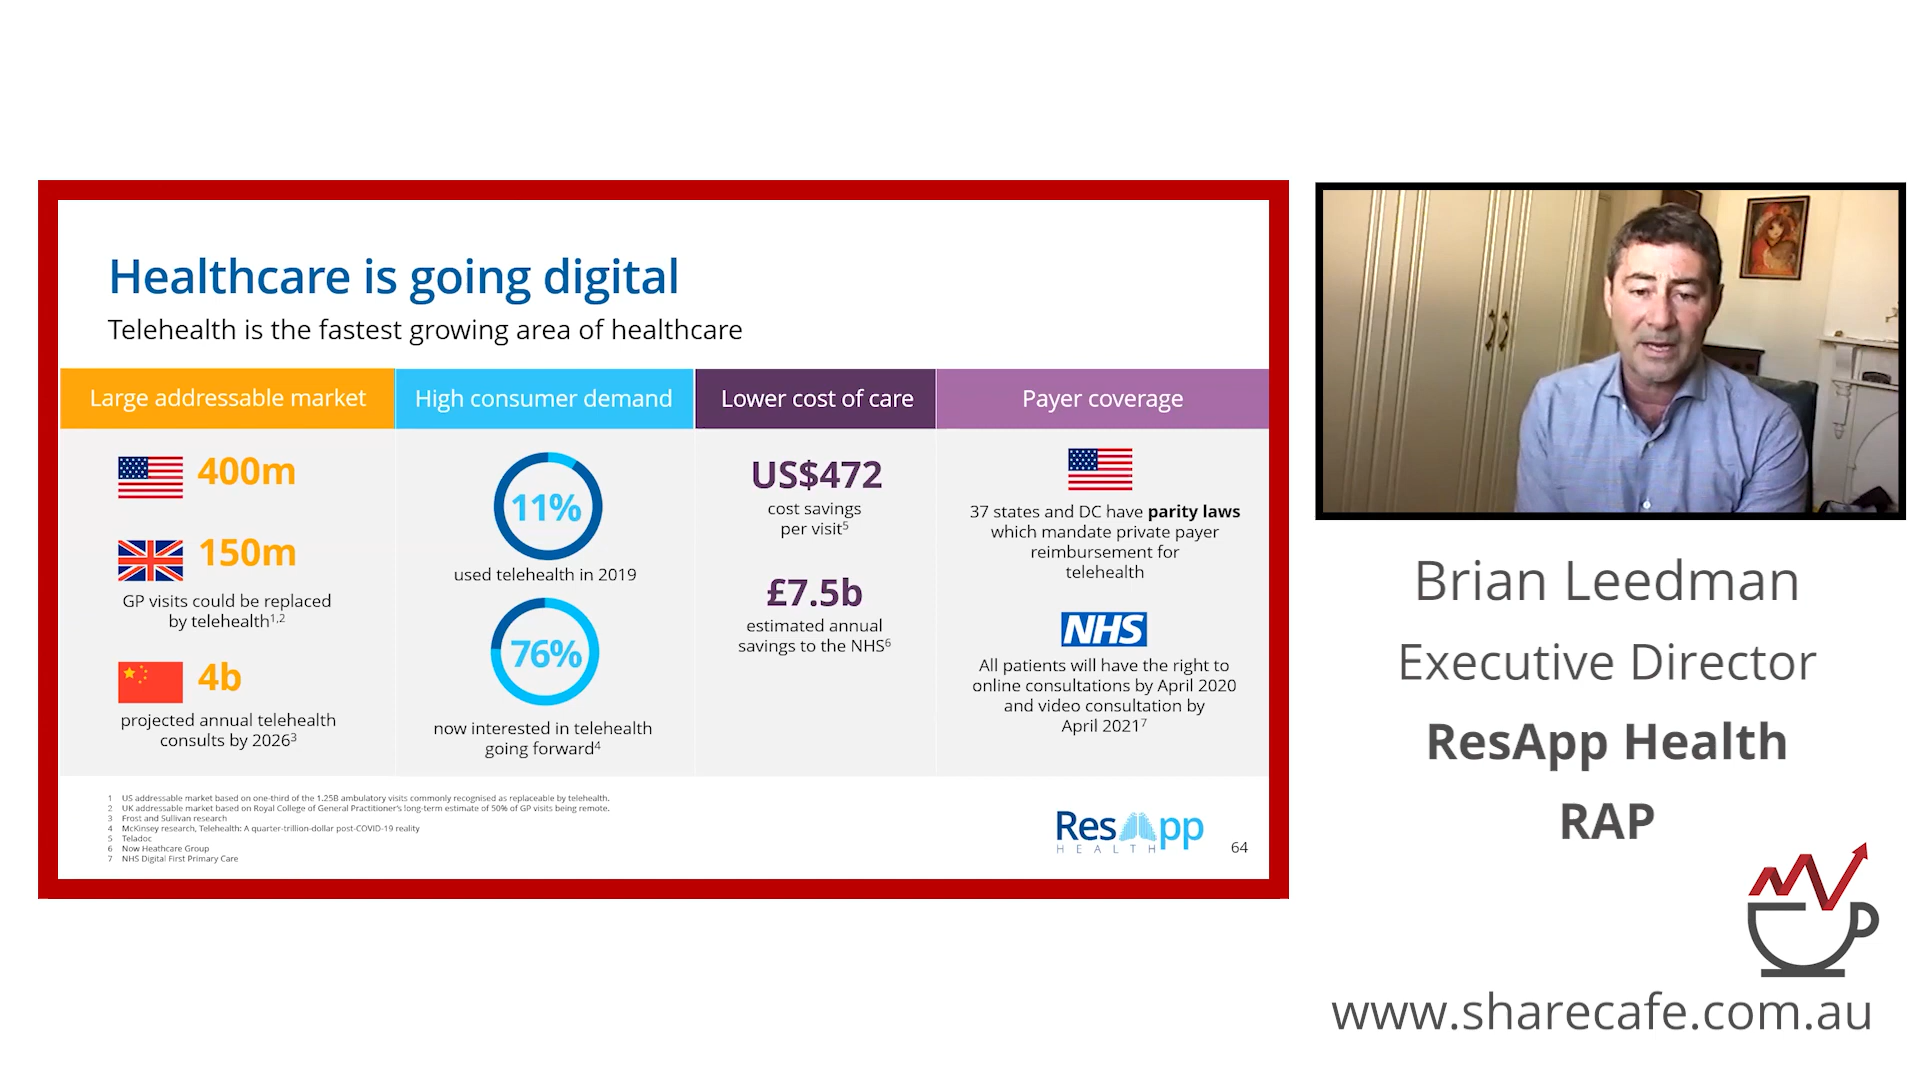 Healthcare is going digital
Telehealth is the fastest growing area of healthcare
Large addressable market
400m
150m
GP visits could be replaced
by telehealth1,2
4b
projected annual telehealth
consults by 20263
High consumer demand
11%
used telehealth in 2019
76%
now interested in telehealth
going forward4
Lower cost of care
US$472
cost savings
per visit5
£7.5b
estimated annual
savings to the NHS6
Payer coverage
37 states and DC have parity laws
which mandate private payer
reimbursement for
telehealth
NHS
All patients will have the right to
online consultations by April 2020
and video consultation by
April 20217
1 US addressable market based on one-third of the 1.25B ambulatory visits commonly recognised as replaceable by telehealth.
2 UK addressable market based on Royal College of General Practitioner's long-term estimate of 50% of GP visits being remote.
3 Frost and Sullivan research
4 McKinsey research, Telehealth: A quarter-trillion-dollar post-COVID-19 reality
5 Teladoc
6 Now Heathcare Group
7 NHS Digital First Primary Care
ResApp
HEALTH
64
Brian Leedman
Executive Director
ResApp Health
RAP
www.sharecafe.com.au